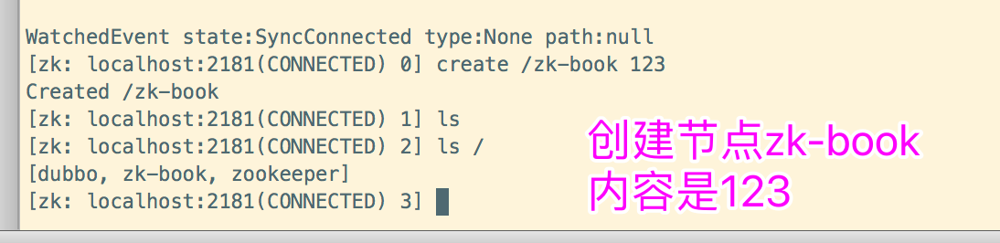 WatchedEvent state:SyncConnected type:None path:null
[zk: localhost:2181(CONNECTED) 0] create /zk-book 123
Created /zk-book
[zk: localhost:2181(CONNECTED) 1] ls
[zk: localhost:2181(CONNECTED) 2] ls /
[dubbo, zk-book, zookeeper]
[zk: localhost:2181(CONNECTED) 3]
创建节点zk-book
内容是123